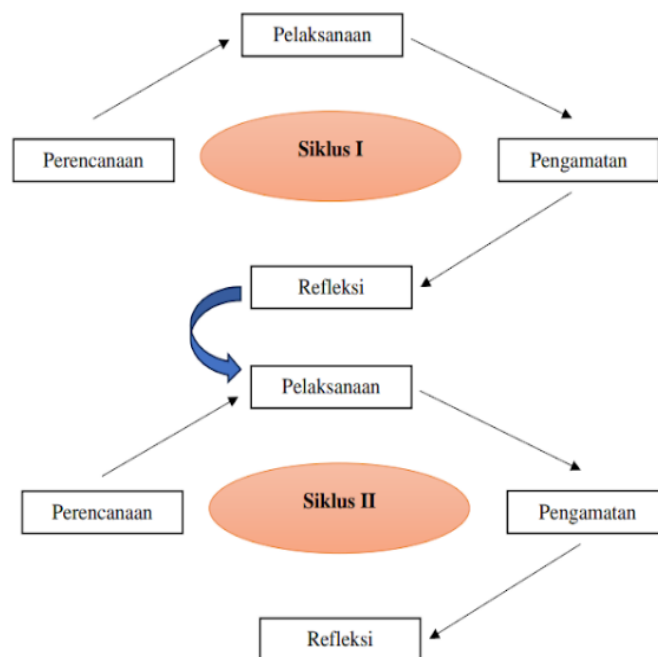 Pelaksanaan
Perencanaan
Siklus I
Pengamatan
Refleksi
Pelaksanaan
Perencanaan
Siklus II
Pengamatan
Refleksi